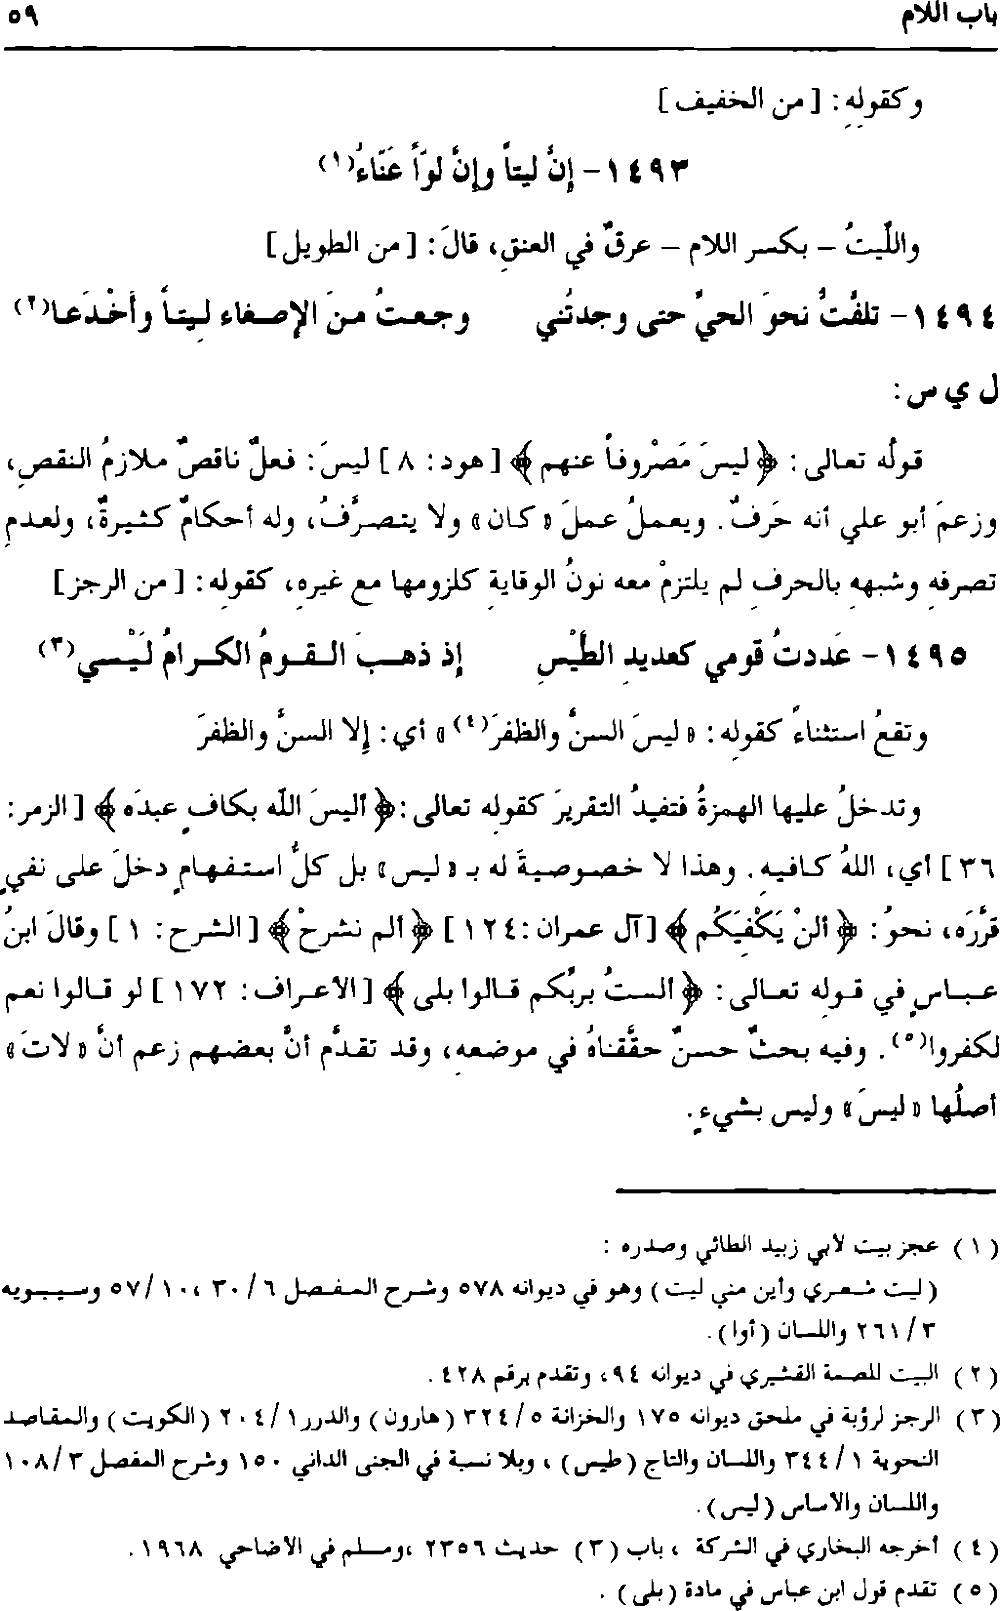 باب اللام ٥٩
وكقولهِ: [من الخفيف]
١٤٩٣- إنَّ ليتاً وإنَّ لوّاً عَنّاءُ(١)
واللِّيتُ - بكسر اللام - عرقٌ في العنقِ، قالَ: [من الطويل]
١٤٩٤- تلفَّتُّ نحوَ الحيِّ حتى وجدتُني وجعتُ منَ الإصغاء لِيتاً وأخْدَعا(٢)
ل ي س:
قولُه تعالى: ﴿ليسَ مَصْروفاً عنهم﴾ [هود: ٨] ليسَ: فعلٌ ناقصٌ ملازمُ النقصِ،
وزعمَ أبو علي أنه حَرفٌ. ويعملُ عملَ «كان» ولا يتصرَّفُ، وله أحكامٌ كثيرةٌ، ولعدمِ
تصرفهِ وشبههِ بالحرفِ لم يلتزمْ معه نونُ الوقايةِ كلزومها مع غيرهِ، كقولهِ: [من الرجز]
١٤٩٥- عَددتُ قومي كعديدِ الطَّيْسِ إذ ذهبَ القومُ الكرامُ لَيْسي(٣)
وتقعُ استثناءً كقولهِ: «ليسَ السنَّ والظفرَ(٤)» أي: إلا السنَّ والظفرَ
وتدخلُ عليها الهمزةُ فتفيدُ التقريرَ كقولهِ تعالى: ﴿أليسَ اللّه بكافٍ عبدَه﴾ [الزمر:
٣٦] أي، اللهُ كافيهِ. وهذا لا خصوصيةَ له بـ «ليس» بل كلُّ استفهامٍ دخلَ على نفيٍ
قرَّرَه، نحوُ: ﴿ألنْ يَكْفيَكُم﴾ [آل عمران: ١٢٤] ﴿ألم نشرحْ﴾ [الشرح: ١] وقالَ ابنُ
عباسٍ في قولهِ تعالى: ﴿ألستُ بربِّكم قالوا بلى﴾ [الأعراف: ١٧٢] لو قالوا نعم
لكفروا(٥). وفيه بحثٌ حسنٌ حقَّقناهُ في موضعهِ، وقد تقدَّم أنَّ بعضهم زعم أنَّ «لاتَ»
أصلُها «ليسَ» وليس بشيءٍ.
(١) عجز بيت لأبي زبيد الطائي وصدره :
(ليت شعري وأين مني ليت) وهو في ديوانه ٥٧٨ وشرح المفصل ٦/ ٣٠، ١٠/ ٥٧ وسيبويه
٣/ ٢٦١ واللسان (أوا).
(٢) البيت للصمة القشيري في ديوانه ٩٤، وتقدم برقم ٤٢٨.
(٣) الرجز لرؤبة في ملحق ديوانه ١٧٥ والخزانة ٥/ ٣٢٤ (هارون) والدرر ١/ ٢٠٤ (الكويت) والمقاصد
النحوية ١/ ٣٤٤ واللسان والتاج (طيس)، وبلا نسبة في الجنى الداني ١٥٠ وشرح المفصل ٣/ ١٠٨
واللسان والأساس (ليس).
(٤) أخرجه البخاري في الشركة ، باب (٣) حديث ٢٣٥٦، ومسلم في الأضاحي ١٩٦٨.
(٥) تقدم قول ابن عباس في مادة (بلى) .